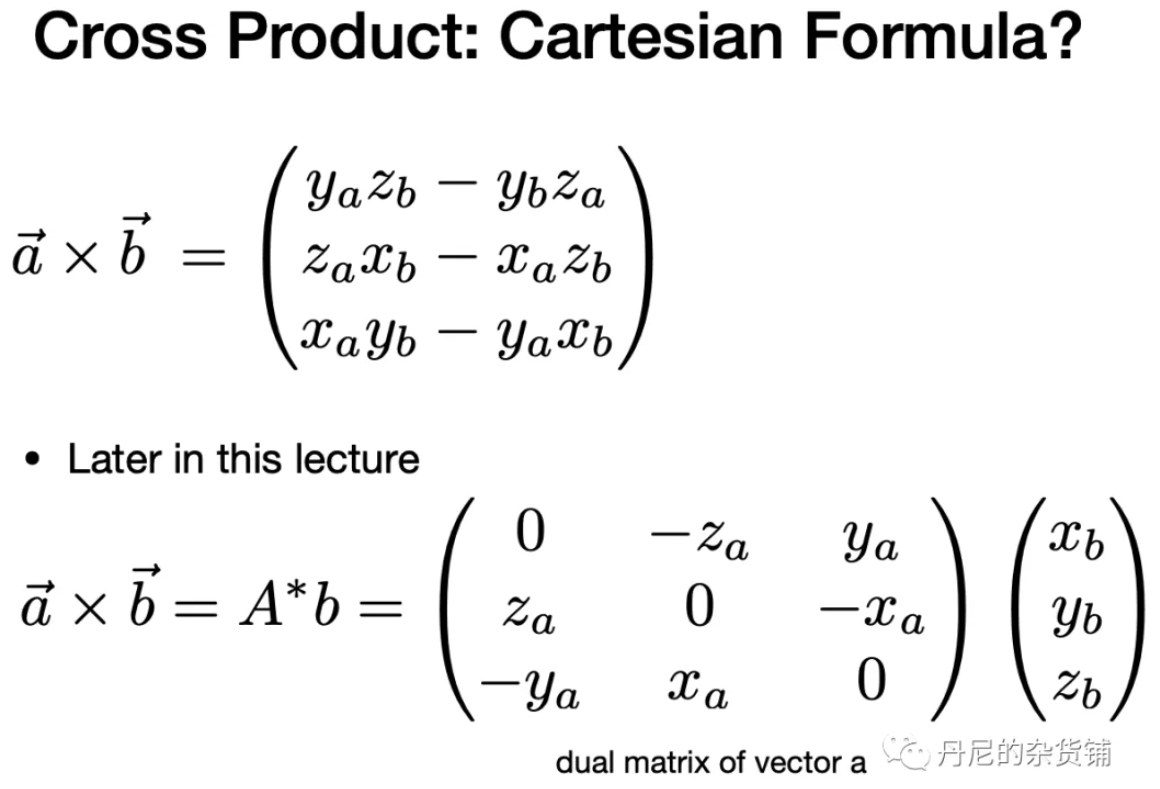 Cross Product: Cartesian Formula?
$\vec{a} \times \vec{b} = \begin{pmatrix} y_a z_b - y_b z_a \\ z_a x_b - x_a z_b \\ x_a y_b - y_a x_b \end{pmatrix}$
• Later in this lecture
$\vec{a} \times \vec{b} = A^* b = \begin{pmatrix} 0 & -z_a & y_a \\ z_a & 0 & -x_a \\ -y_a & x_a & 0 \end{pmatrix} \begin{pmatrix} x_b \\ y_b \\ z_b \end{pmatrix}$
dual matrix of vector a
丹尼的杂货铺